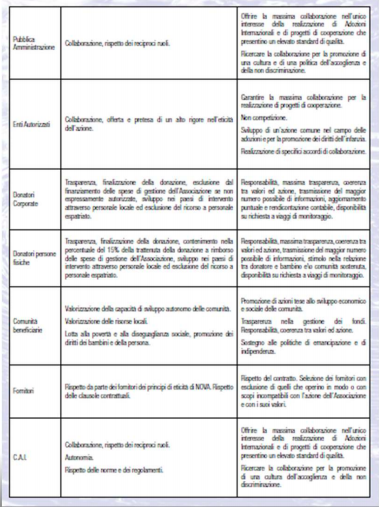 Pubblica
Amministrazione
Collaborazione, rispetto dei reciproci ruoli.
Offrire la massima collaborazione nell'unico
interesse della realizzazione di Adozioni
Internazionali e di progetti di cooperazione che
presentino un elevato standard di qualità.
Ricercare la collaborazione per la promozione di
una cultura e di una politica dell'accoglienza e
della non discriminazione.
Enti Autorizzati
Collaborazione, offerta e pretesa di un alto rigore nell'eticità
dell'azione.
Garantire la massima collaborazione per la
realizzazione di progetti di cooperazione.
Non competizione.
Sviluppo di un'azione comune nel campo delle
adozioni e per la promozione dei diritti dell'infanzia.
Realizzazione di specifici accordi di collaborazione.
Donatori
Corporate
Trasparenza, finalizzazione della donazione, esclusione dal
finanziamento delle spese di gestione dell'Associazione se non
espressamente autorizzate, sviluppo nei paesi di intervento
attraverso personale locale ed esclusione del ricorso a personale
espatriato.
Responsabilità, massima trasparenza, coerenza
tra valori ed azione, trasmissione del maggior
numero possibile di informazioni, aggiornamento
puntuale e rendicontazione contabile, disponibilità
su richiesta a viaggi di monitoraggio.
Donatori persone
fisiche
Trasparenza, finalizzazione della donazione, contenimento nella
percentuale del 15% della trattenuta della donazione a rimborso
delle spese di gestione dell'Associazione, sviluppo nei paesi di
intervento attraverso personale locale ed esclusione del ricorso a
personale espatriato.
Responsabilità, massima trasparenza, coerenza tra
valori ed azione, trasmissione del maggior numero
possibile di informazioni, stimolo nella relazione
tra donatore e bambino e/o comunità sostenuta,
disponibilità su richiesta a viaggi di monitoraggio.
Comunità
beneficiarie
Valorizzazione della capacità di sviluppo autonomo delle comunità.
Valorizzazione delle risorse locali.
Lotta alla povertà e alla diseguaglianza sociale, promozione dei
diritti dei bambini e della persona.
Promozione di azioni tese allo sviluppo economico
e sociale delle comunità.
Trasparenza nella gestione dei fondi.
Responsabilità, coerenza tra valori ed azione.
Sostegno alle politiche di emancipazione e di
indipendenza.
Fornitori
Rispetto da parte dei fornitori dei principi di eticità di NOVA. Rispetto
delle clausole contrattuali.
Rispetto del contratto. Selezione dei fornitori con
esclusione di quelli che operino in modo o con
scopi incompatibili con l'azione dell'Associazione
e con i suoi valori.
C.A.I.
Collaborazione, rispetto dei reciproci ruoli.
Autonomia.
Rispetto delle norme e dei regolamenti.
Offrire la massima collaborazione nell'unico
interesse della realizzazione di Adozioni
Internazionali e di progetti di cooperazione che
presentino un elevato standard di qualità.
Ricercare la collaborazione per la promozione
di una cultura dell'accoglienza e della non
discriminazione.